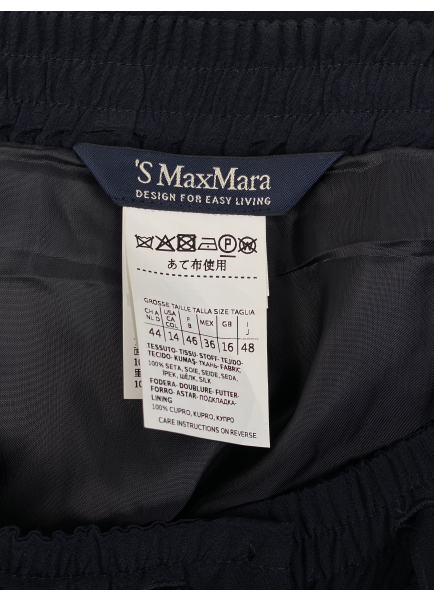 'S MaxMara
DESIGN FOR EASY LIVING
あて布使用
GROSSE TAILLE TALLA SIZE TAGLIA
CH A NL D USA CA COL F B MEX GB I J
44 14 46 36 16 48
TESSUTO-TISSU-STOFF-TEJIDO-
TECIDO-KUMAŞ-ТКАНЬ-FABRIC
100% SETA, SOIE, SEIDE, SEDA,
İPEK, ШЁЛК, SILK
FODERA-DOUBLURE-FUTTER-
FORRO-ASTAR-ПОДКЛАДКА-
LINING
100% CUPRO, KUPRO, КУПРО
CARE INSTRUCTIONS ON REVERSE